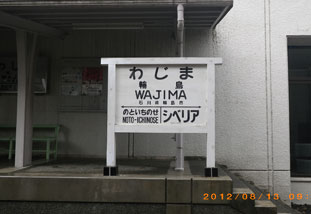 わじま
輪島
WAJIMA
石川県輪島市
のといちのせ シベリア
NOTO-ICHINOSE
2012/08/13 09